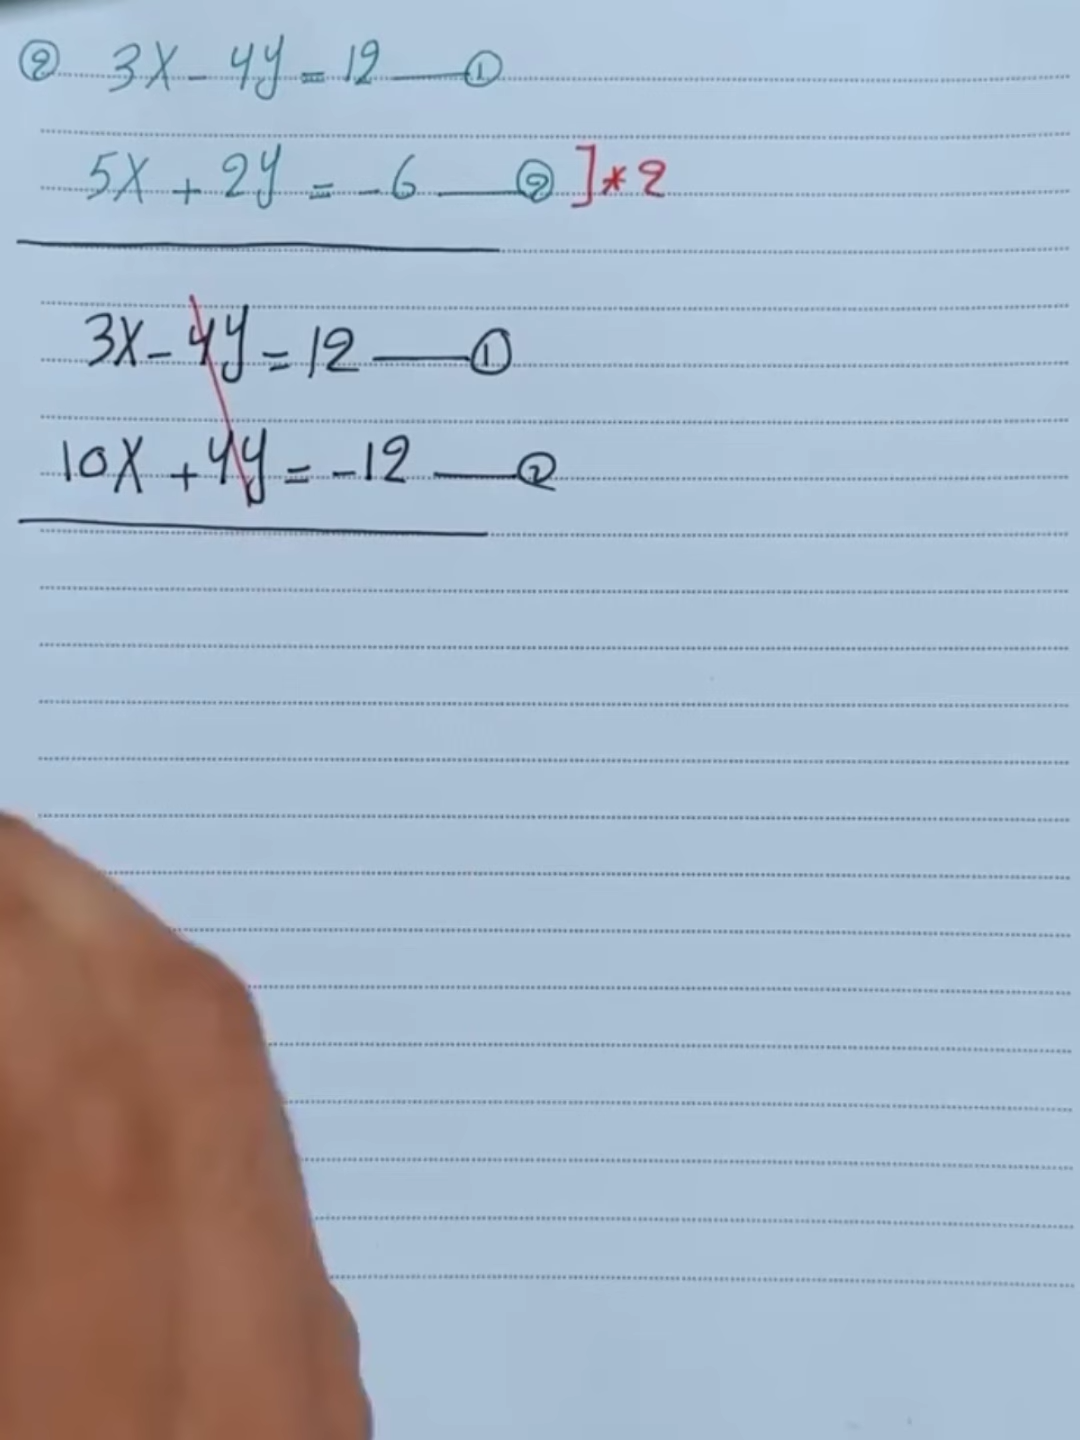 ② 3X - 4y = 12 —— ①
5X + 2y = -6 —— ② ] * 2
3X - 4y = 12 —— ①
10X + 4y = -12 —— ②